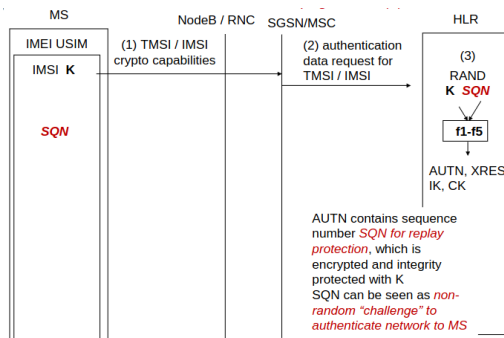 MS
NodeB / RNC
SGSN/MSC
HLR
IMEI USIM
IMSI K
SQN
(1) TMSI / IMSI
crypto capabilities
(2) authentication
data request for
TMSI / IMSI
(3)
RAND
K SQN
f1-f5
AUTN, XRES
IK, CK
AUTN contains sequence
number SQN for replay
protection, which is
encrypted and integrity
protected with K
SQN can be seen as non-
random “challenge” to
authenticate network to MS